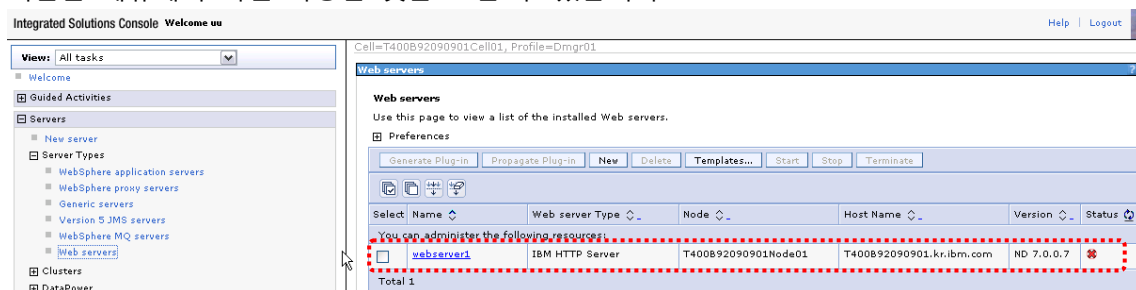 Integrated Solutions Console Welcome uu Help | Logout
Cell=T400B92090901Cell01, Profile=Dmgr01
View: All tasks
Welcome
Guided Activities
Servers
New server
Server Types
WebSphere application servers
WebSphere proxy servers
Generic servers
Version 5 JMS servers
WebSphere MQ servers
Web servers
Clusters
DataPower
Web servers ?
Web servers
Use this page to view a list of the installed Web servers.
Preferences
Generate Plug-in Propagate Plug-in New Delete Templates... Start Stop Terminate
Select Name Web server Type Node Host Name Version Status
You can administer the following resources:
webserver1 IBM HTTP Server T400B92090901Node01 T400B92090901.kr.ibm.com ND 7.0.0.7
Total 1